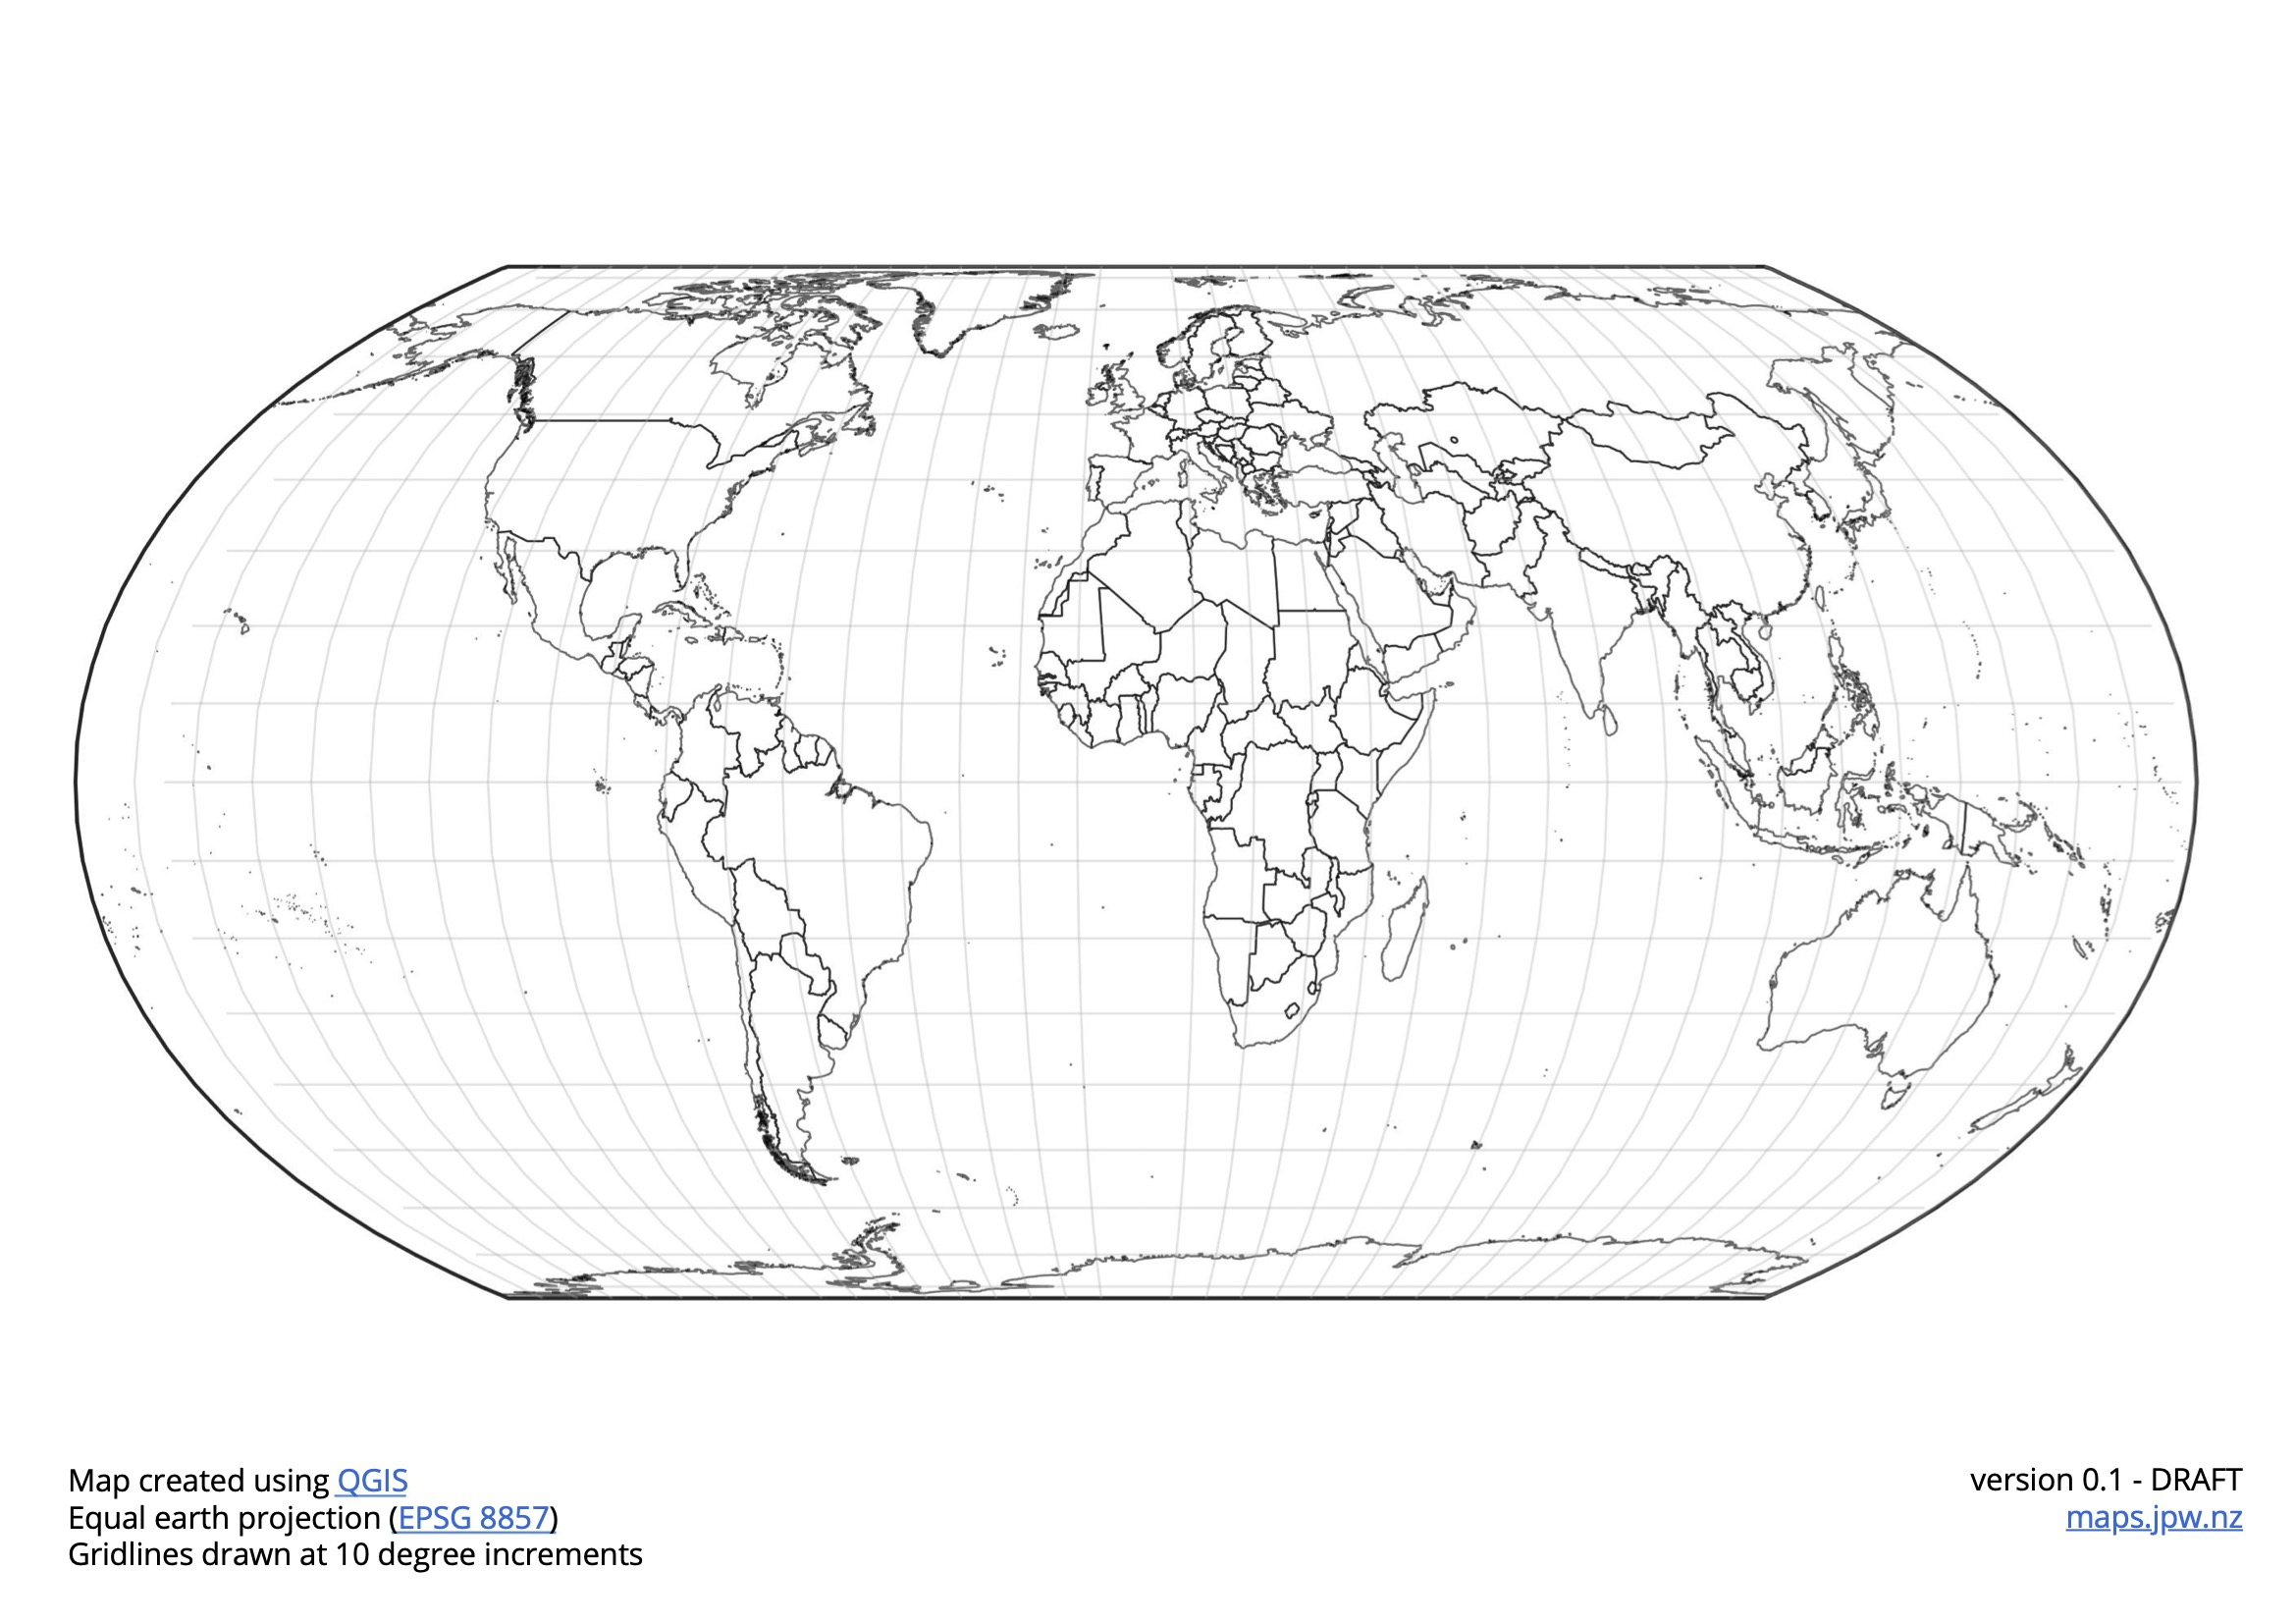 Map created using QGIS
Equal earth projection (EPSG 8857)
Gridlines drawn at 10 degree increments
version 0.1 - DRAFT
maps.jpw.nz